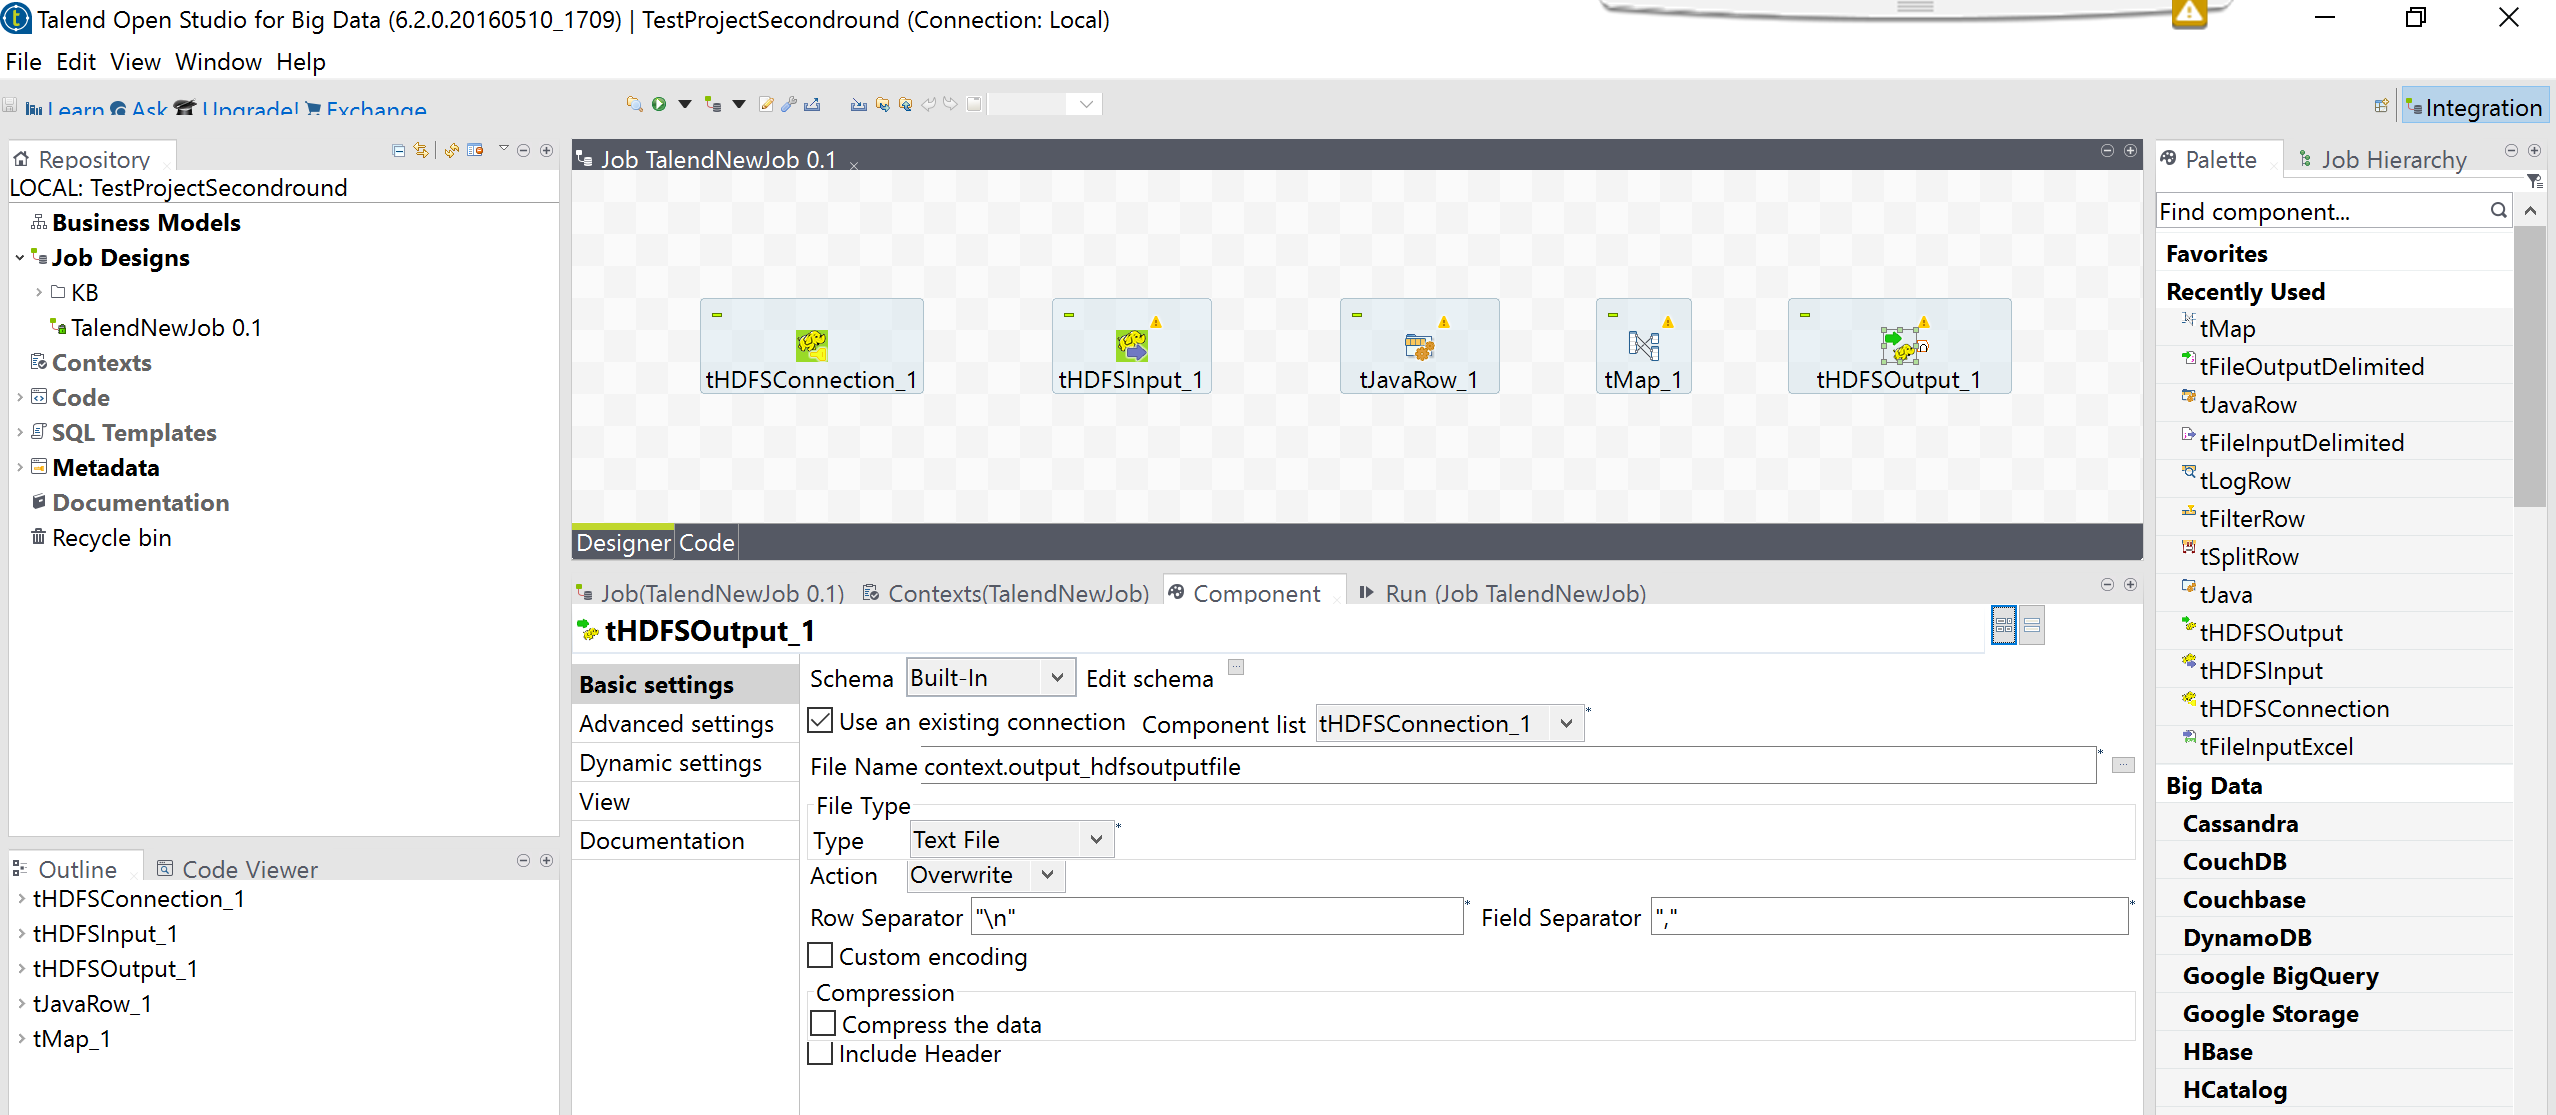 Talend Open Studio for Big Data (6.2.0.20160510_1709) | TestProjectSecondround (Connection: Local)
File Edit View Window Help
Learn Ask Upgrade! Exchange
Integration
Repository
LOCAL: TestProjectSecondround
Business Models
Job Designs
KB
TalendNewJob 0.1
Contexts
Code
SQL Templates
Metadata
Documentation
Recycle bin
Outline Code Viewer
tHDFSConnection_1
tHDFSInput_1
tHDFSOutput_1
tJavaRow_1
tMap_1
Job TalendNewJob 0.1
tHDFSConnection_1 tHDFSInput_1 tJavaRow_1 tMap_1 tHDFSOutput_1
Designer Code
Job(TalendNewJob 0.1) Contexts(TalendNewJob) Component Run (Job TalendNewJob)
tHDFSOutput_1
Basic settings
Advanced settings
Dynamic settings
View
Documentation
Schema Built-In Edit schema
Use an existing connection Component list tHDFSConnection_1 *
File Name context.output_hdfsoutputfile *
File Type
Type Text File *
Action Overwrite
Row Separator "\n" * Field Separator "," *
Custom encoding
Compression
Compress the data
Include Header
Palette Job Hierarchy
Find component...
Favorites
Recently Used
tMap
tFileOutputDelimited
tJavaRow
tFileInputDelimited
tLogRow
tFilterRow
tSplitRow
tJava
tHDFSOutput
tHDFSInput
tHDFSConnection
tFileInputExcel
Big Data
Cassandra
CouchDB
Couchbase
DynamoDB
Google BigQuery
Google Storage
HBase
HCatalog